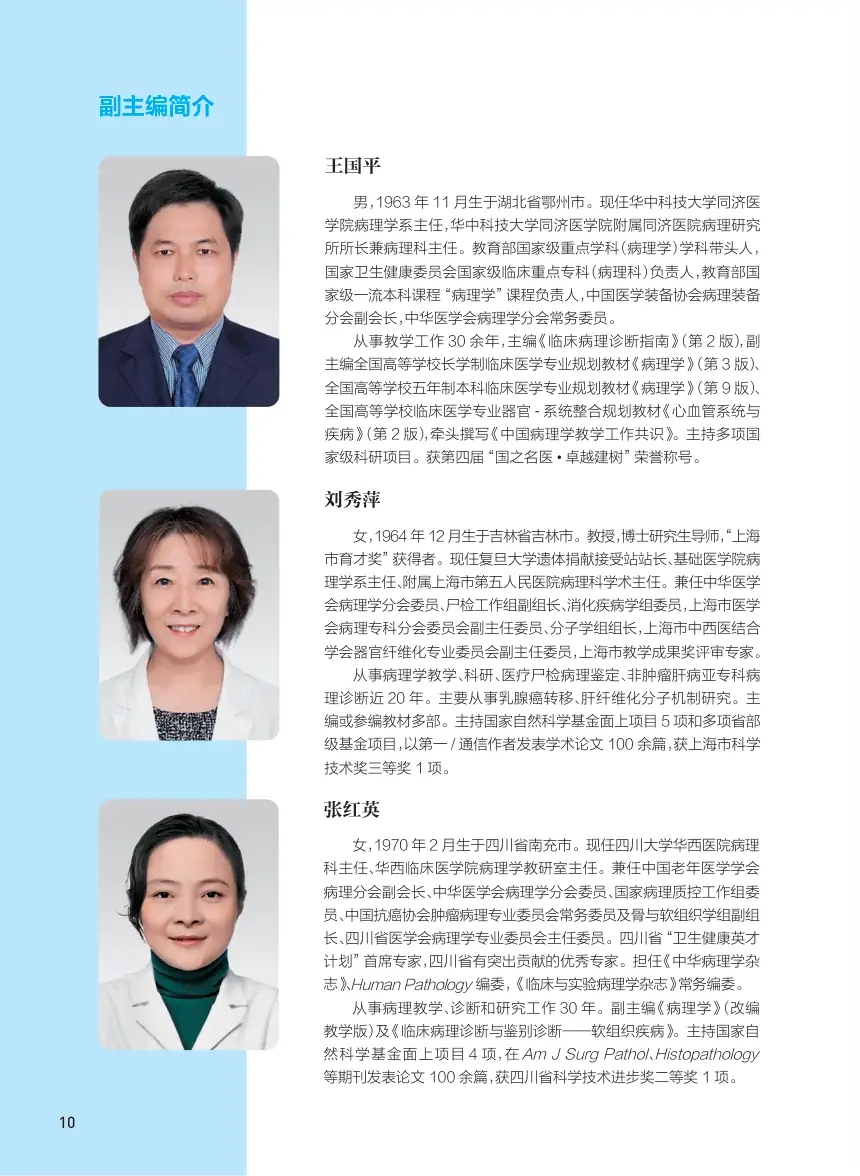 副主编简介
王国平
男，1963 年 11 月生于湖北省鄂州市。现任华中科技大学同济医
学院病理学系主任，华中科技大学同济医学院附属同济医院病理研究
所所长兼病理科主任。教育部国家级重点学科（病理学）学科带头人，
国家卫生健康委员会国家级临床重点专科（病理科）负责人，教育部国
家级一流本科课程“病理学”课程负责人，中国医学装备协会病理装备
分会副会长，中华医学会病理学分会常务委员。
从事教学工作 30 余年，主编《临床病理诊断指南》（第 2 版），副
主编全国高等学校长学制临床医学专业规划教材《病理学》（第 3 版）、
全国高等学校五年制本科临床医学专业规划教材《病理学》（第 9 版）、
全国高等学校临床医学专业器官 - 系统整合规划教材《心血管系统与
疾病》（第 2 版），牵头撰写《中国病理学教学工作共识》。主持多项国
家级科研项目。获第四届“国之名医•卓越建树”荣誉称号。
刘秀萍
女，1964 年 12 月生于吉林省吉林市。教授，博士研究生导师，“上海
市育才奖”获得者。现任复旦大学遗体捐献接受站站长、基础医学院病
理学系主任、附属上海市第五人民医院病理科学术主任。兼任中华医学
会病理学分会委员、尸检工作组副组长、消化疾病学组委员，上海市医学
会病理专科分会委员会副主任委员、分子学组组长，上海市中西医结合
学会器官纤维化专业委员会副主任委员，上海市教学成果奖评审专家。
从事病理学教学、科研、医疗尸检病理鉴定、非肿瘤肝病亚专科病
理诊断近 20 年。主要从事乳腺癌转移、肝纤维化分子机制研究。主
编或参编教材多部。主持国家自然科学基金面上项目 5 项和多项省部
级基金项目，以第一 / 通信作者发表学术论文 100 余篇，获上海市科学
技术奖三等奖 1 项。
张红英
女，1970 年 2 月生于四川省南充市。现任四川大学华西医院病理
科主任、华西临床医学院病理学教研室主任。兼任中国老年医学学会
病理分会副会长、中华医学会病理学分会委员、国家病理质控工作组委
员、中国抗癌协会肿瘤病理专业委员会常务委员及骨与软组织学组副组
长、四川省医学会病理学专业委员会主任委员。四川省“卫生健康英才
计划”首席专家，四川省有突出贡献的优秀专家。担任《中华病理学杂
志》、Human Pathology 编委，《临床与实验病理学杂志》常务编委。
从事病理教学、诊断和研究工作 30 年。副主编《病理学》（改编
教学版）及《临床病理诊断与鉴别诊断——软组织疾病》。主持国家自
然科学基金面上项目 4 项，在 Am J Surg Pathol、Histopathology
等期刊发表论文 100 余篇，获四川省科学技术进步奖二等奖 1 项。
10